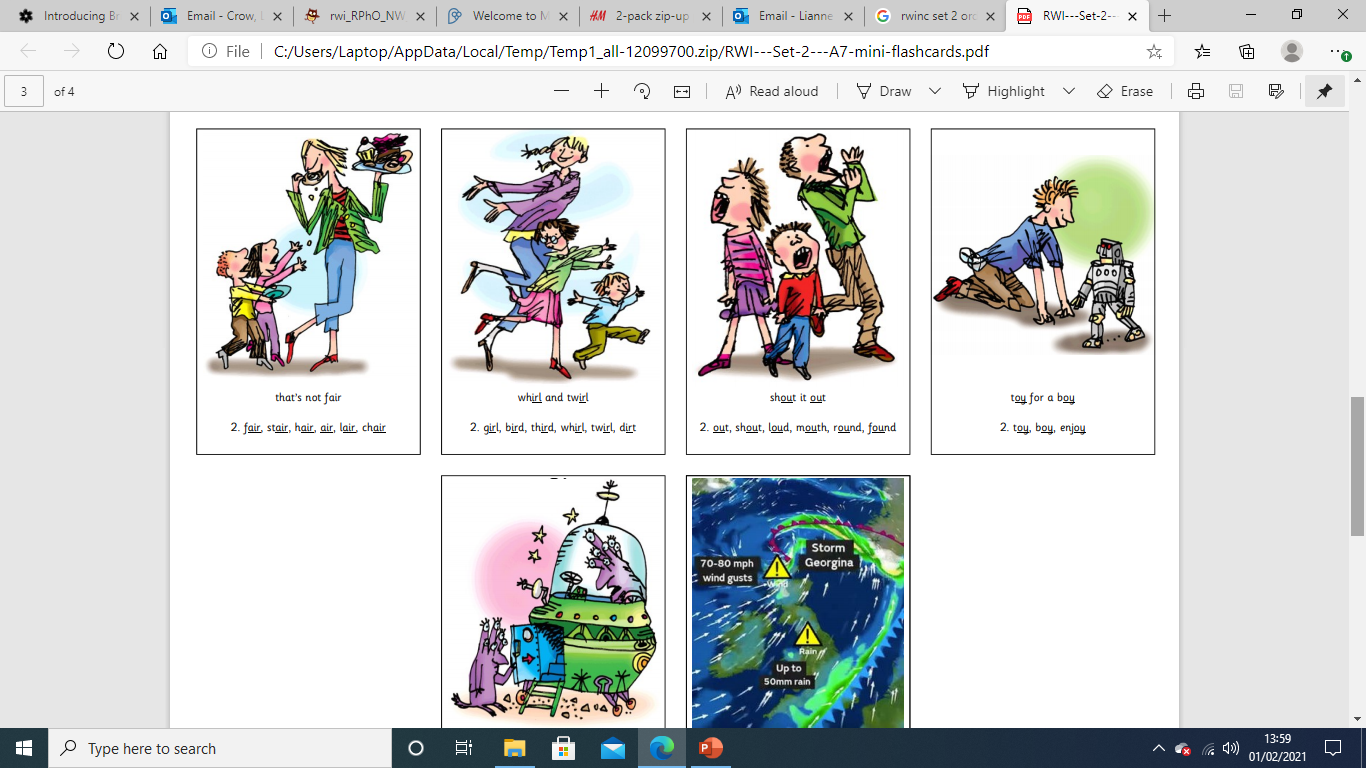 Introducing Br
Email - Crow, L
rwi_RPhO_NW
Welcome to M
H&M 2-pack zip-up
Email - Lianne
rwinc set 2 orc
RWI---Set-2--
File C:/Users/Laptop/AppData/Local/Temp/Temp1_all-12099700.zip/RWI---Set-2---A7-mini-flashcards.pdf
3 of 4
Read aloud Draw Highlight Erase
that's not fair
2. fair, stair, hair, air, lair, chair
whirl and twirl
2. girl, bird, third, whirl, twirl, dirt
shout it out
2. out, shout, loud, mouth, round, found
toy for a boy
2. toy, boy, enjoy
Storm
Georgina
70-80 mph
wind gusts
Wind
Rain
Up to
50mm rain
Type here to search
13:59
01/02/2021